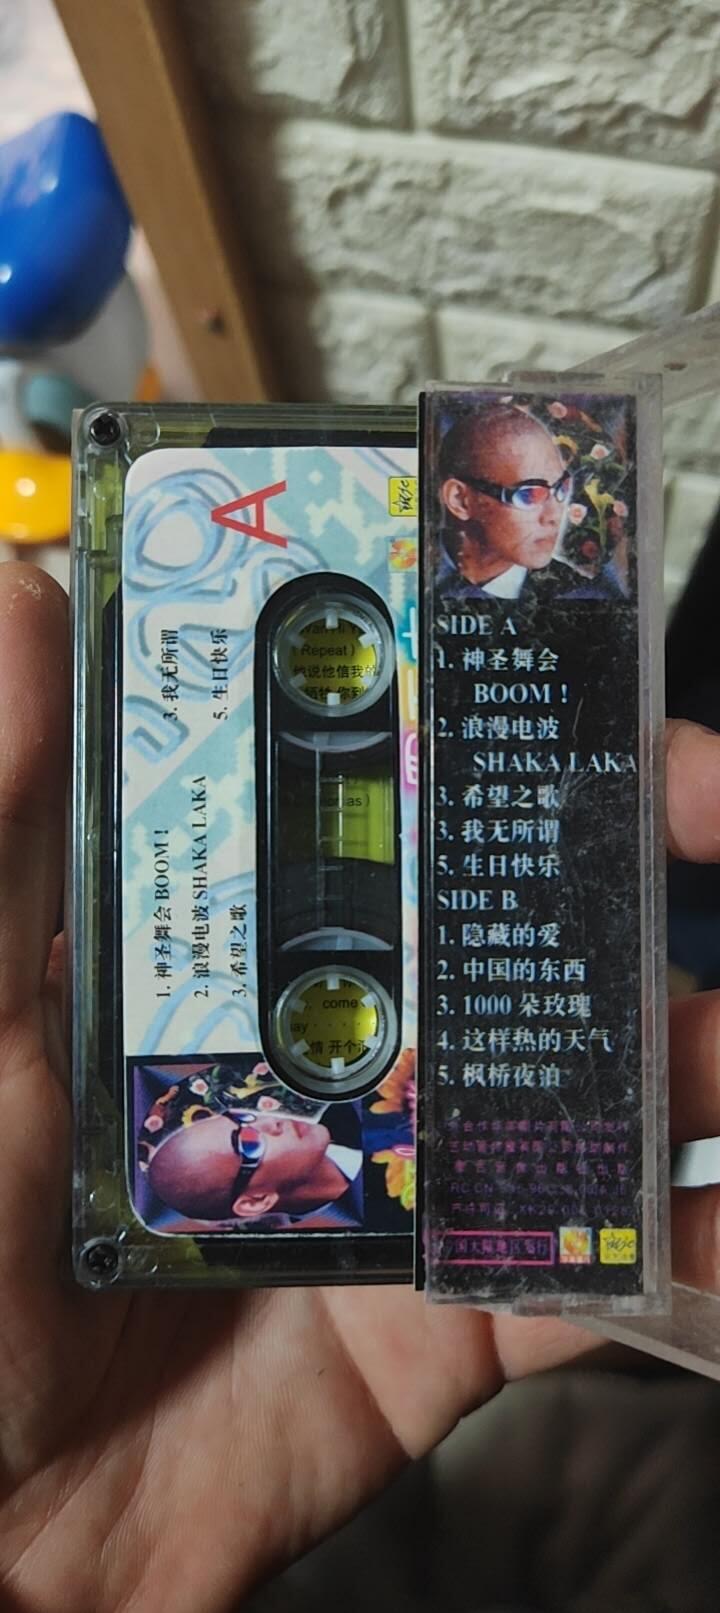 A
3. 我无所谓
5. 生日快乐
1. 神圣舞会 BOOM !
2. 浪漫电波 SHAKA LAKA
3. 希望之歌
( Repeat )
come
SIDE A
1. 神圣舞会
BOOM !
2. 浪漫电波
SHAKA LAKA
3. 希望之歌
3. 我无所谓
5. 生日快乐
SIDE B
1. 隐藏的爱
2. 中国的东西
3. 1000 朵玫瑰
4. 这样热的天气
5. 枫桥夜泊
国大陆地区发行